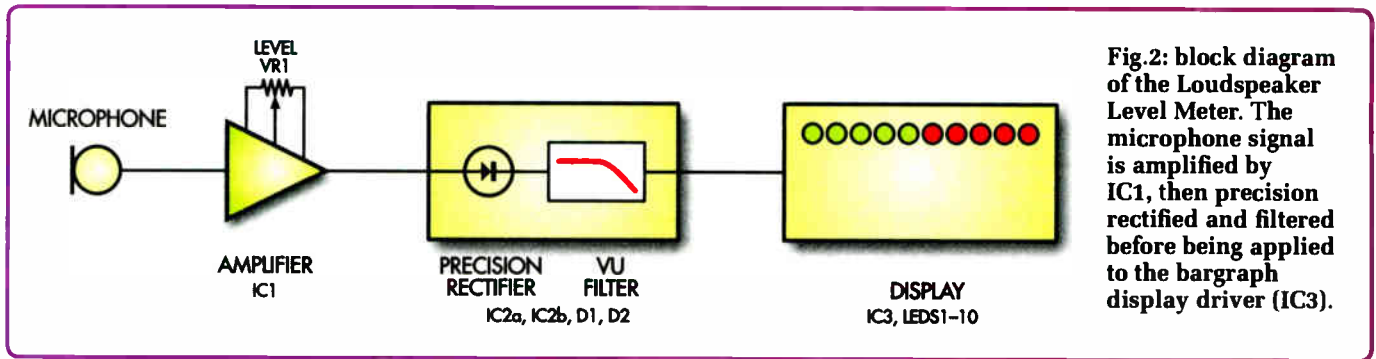 LEVEL
VR1
MICROPHONE
AMPLIFIER
IC1
PRECISION
RECTIFIER
VU
FILTER
IC2a, IC2b, D1, D2
DISPLAY
IC3, LEDS1–10
Fig.2: block diagram
of the Loudspeaker
Level Meter. The
microphone signal
is amplified by
IC1, then precision
rectified and filtered
before being applied
to the bargraph
display driver (IC3).